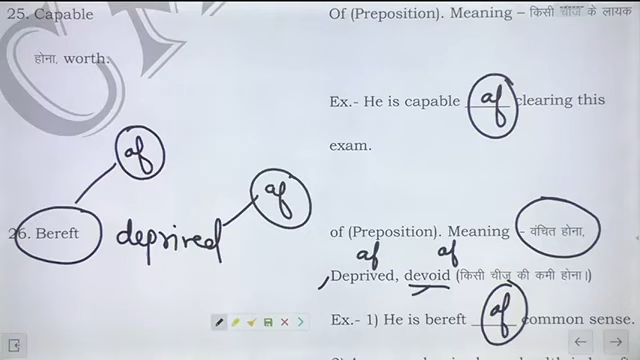 25. Capable Of (Preposition). Meaning – किसी चीज़ के लायक
होना, worth.
Ex.- He is capable of clearing this
exam.
of
of
26. Bereft deprived of (Preposition). Meaning - वंचित होना,
of of
Deprived, devoid (किसी चीज़ की कमी होना।)
Ex.- 1) He is bereft of common sense.